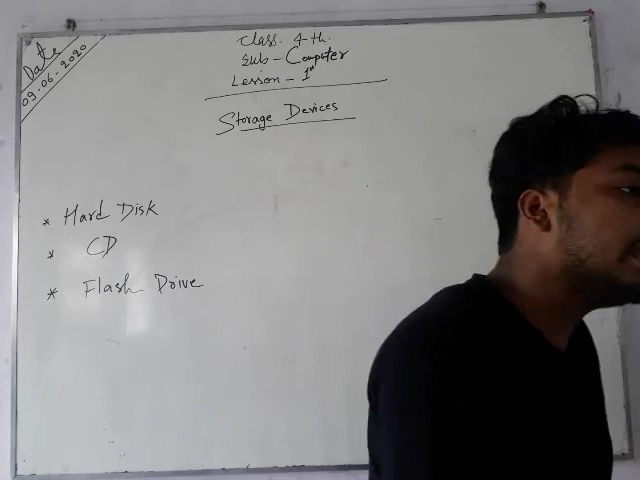 Date
09-06-2020
Class. 4th.
Sub- Computer
Lesson - 1st
Storage Devices
* Hard Disk
* CD
* Flash Drive